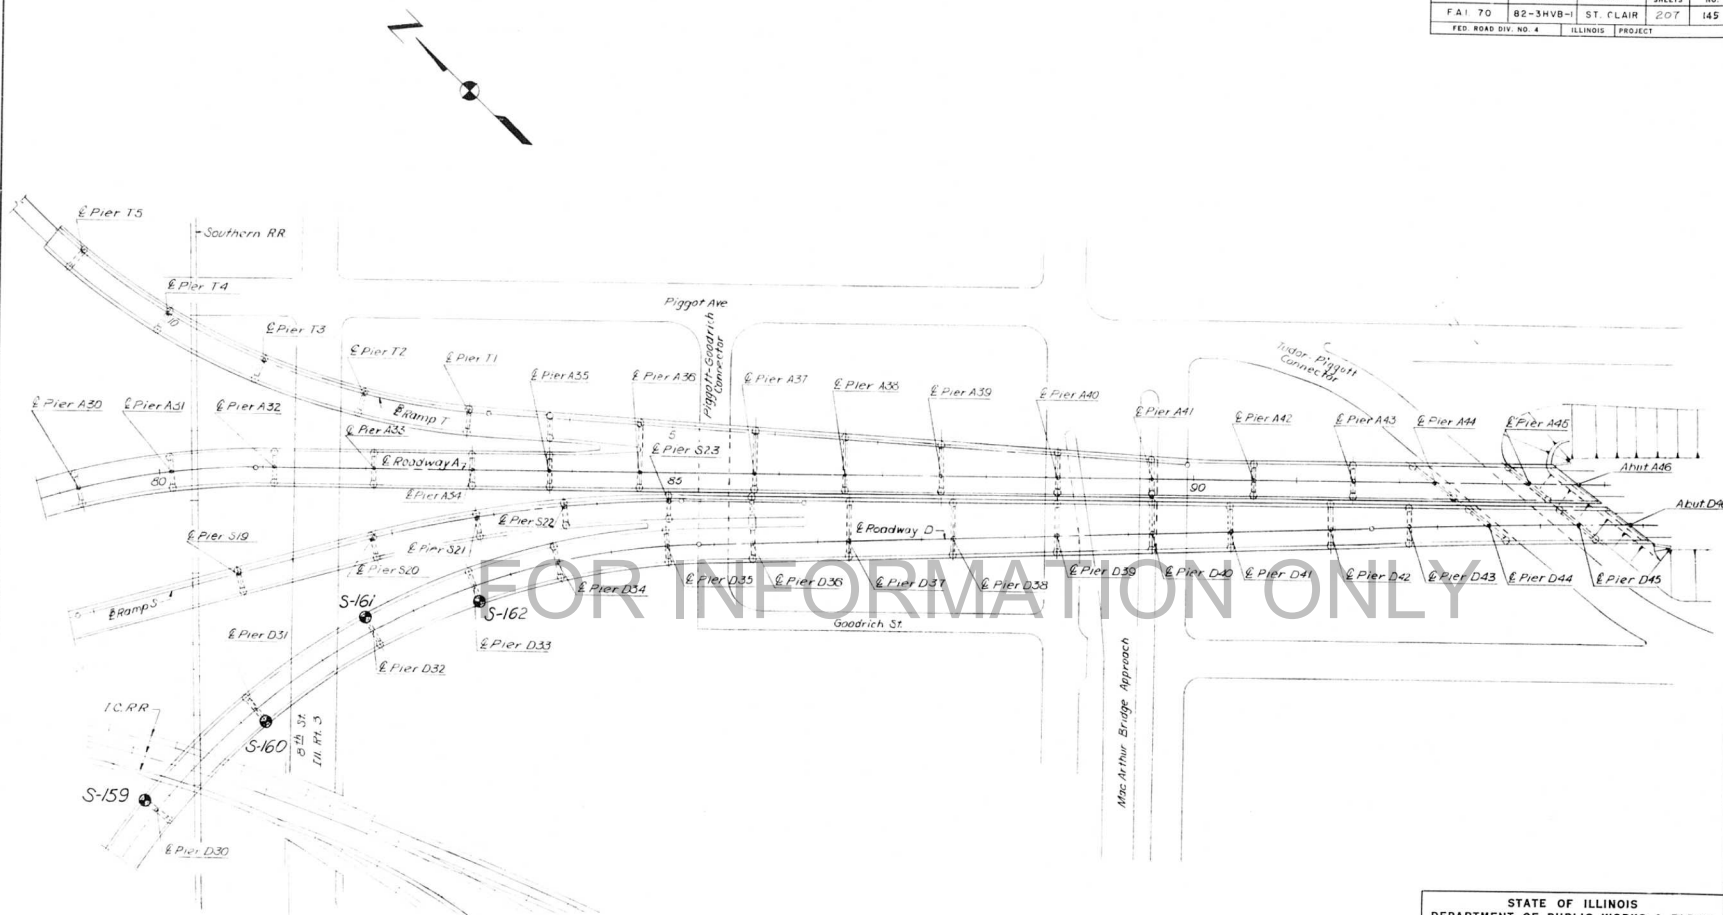 F.A.I. 70 82-3HVB-1 ST. CLAIR 207 145
FED. ROAD DIV. NO. 4 ILLINOIS PROJECT
℄ Pier T5
Southern RR
℄ Pier T4
10
℄ Pier T3
℄ Pier T2
℄ Pier T1
Piggot Ave
Piggott-Goodrich
Connector
Tudor-Piggott
Connector
℄ Pier A30
℄ Pier A31
℄ Pier A32
℄ Ramp T
℄ Pier A33
℄ Pier A35
℄ Pier A36
℄ Pier A37
℄ Pier A38
℄ Pier A39
℄ Pier A40
℄ Pier A41
℄ Pier A42
℄ Pier A43
℄ Pier A44
℄ Pier A45
Abut A46
80
℄ Roadway A
℄ Pier A34
5
℄ Pier S23
85
90
℄ Pier S19
℄ Pier S22
℄ Pier S21
℄ Pier S20
℄ Roadway D
℄ Ramp S
℄ Pier D34
℄ Pier D35
℄ Pier D36
℄ Pier D37
℄ Pier D38
℄ Pier D39
℄ Pier D40
℄ Pier D41
℄ Pier D42
℄ Pier D43
℄ Pier D44
℄ Pier D45
FOR INFORMATION ONLY
S-161
S-162
Goodrich St.
℄ Pier D31
℄ Pier D33
℄ Pier D32
I.C.R.R.
S-160
8th St.
Ill. Rt. 3
Mac Arthur Bridge Approach
S-159
℄ Pier D30
STATE OF ILLINOIS